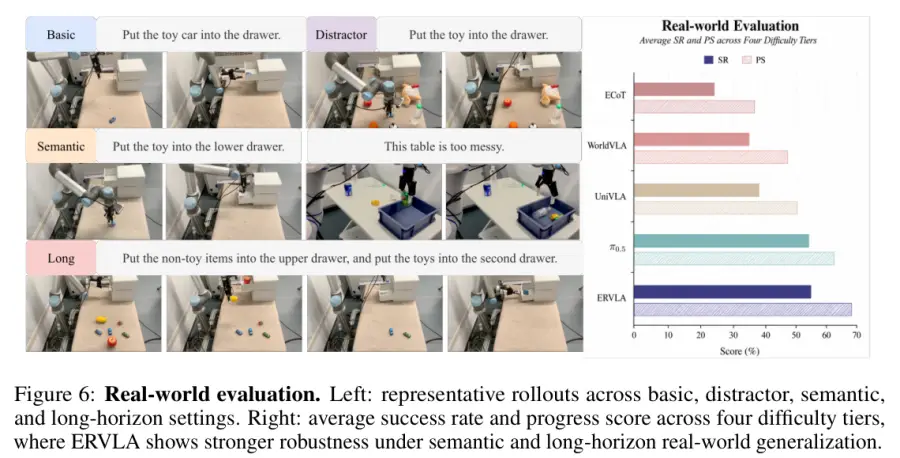 Basic
Put the toy car into the drawer.
Distractor
Put the toy into the drawer.
Semantic
Put the toy into the lower drawer.
This table is too messy.
Long
Put the non-toy items into the upper drawer, and put the toys into the second drawer.
Real-world Evaluation
Average SR and PS across Four Difficulty Tiers
SR PS
ECoT
WorldVLA
UniVLA
π0.5
ERVLA
0 10 20 30 40 50 60 70
Score (%)
Figure 6: Real-world evaluation. Left: representative rollouts across basic, distractor, semantic,
and long-horizon settings. Right: average success rate and progress score across four difficulty tiers,
where ERVLA shows stronger robustness under semantic and long-horizon real-world generalization.